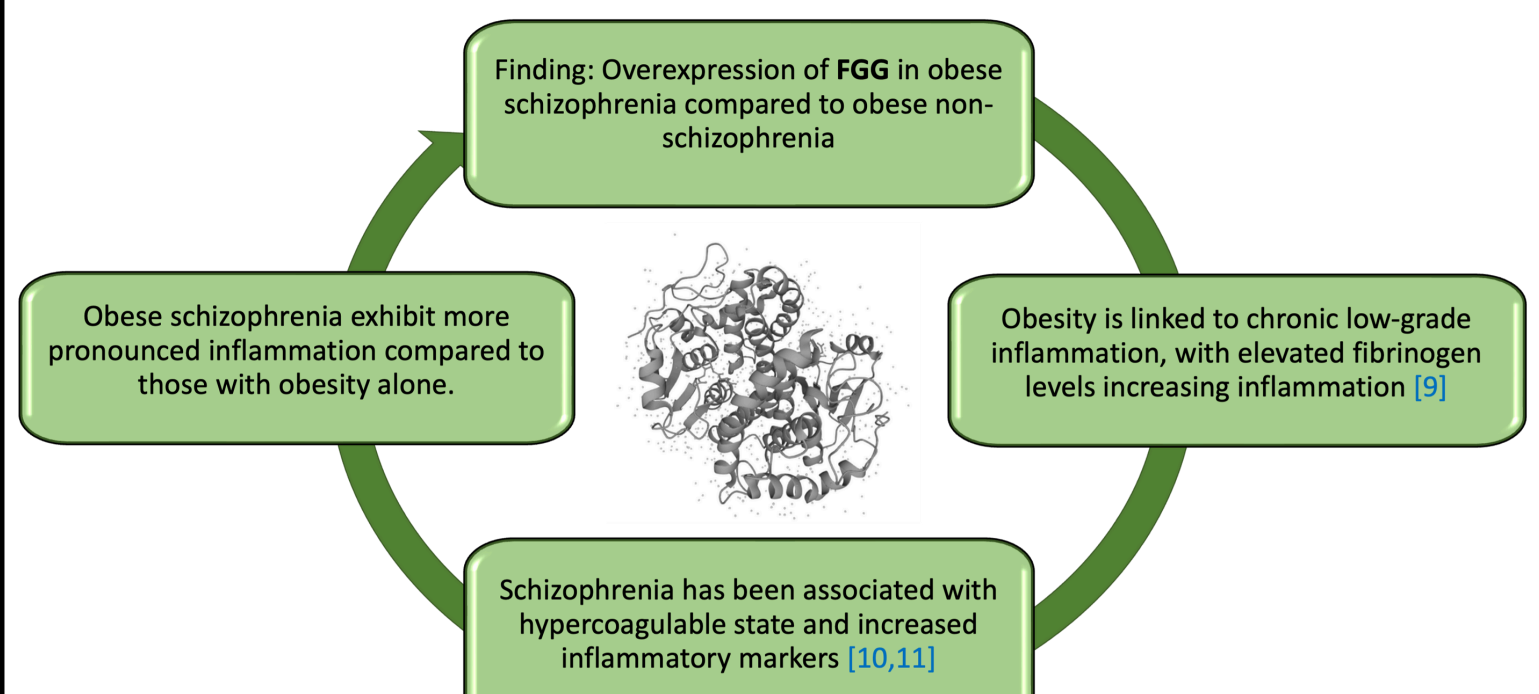 Finding: Overexpression of FGG in obese
schizophrenia compared to obese non-
schizophrenia
Obesity is linked to chronic low-grade
inflammation, with elevated fibrinogen
levels increasing inflammation [9]
Schizophrenia has been associated with
hypercoagulable state and increased
inflammatory markers [10,11]
Obese schizophrenia exhibit more
pronounced inflammation compared to
those with obesity alone.